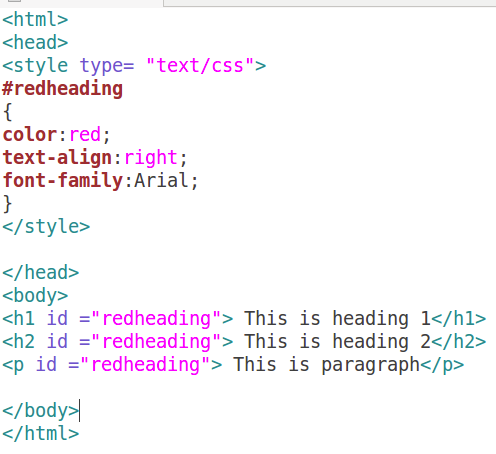 <html>
<head>
<style type= "text/css">
#redheading
{
color:red;
text-align:right;
font-family:Arial;
}
</style>

</head>
<body>
<h1 id ="redheading"> This is heading 1</h1>
<h2 id ="redheading"> This is heading 2</h2>
<p id ="redheading"> This is paragraph</p>

</body>
</html>